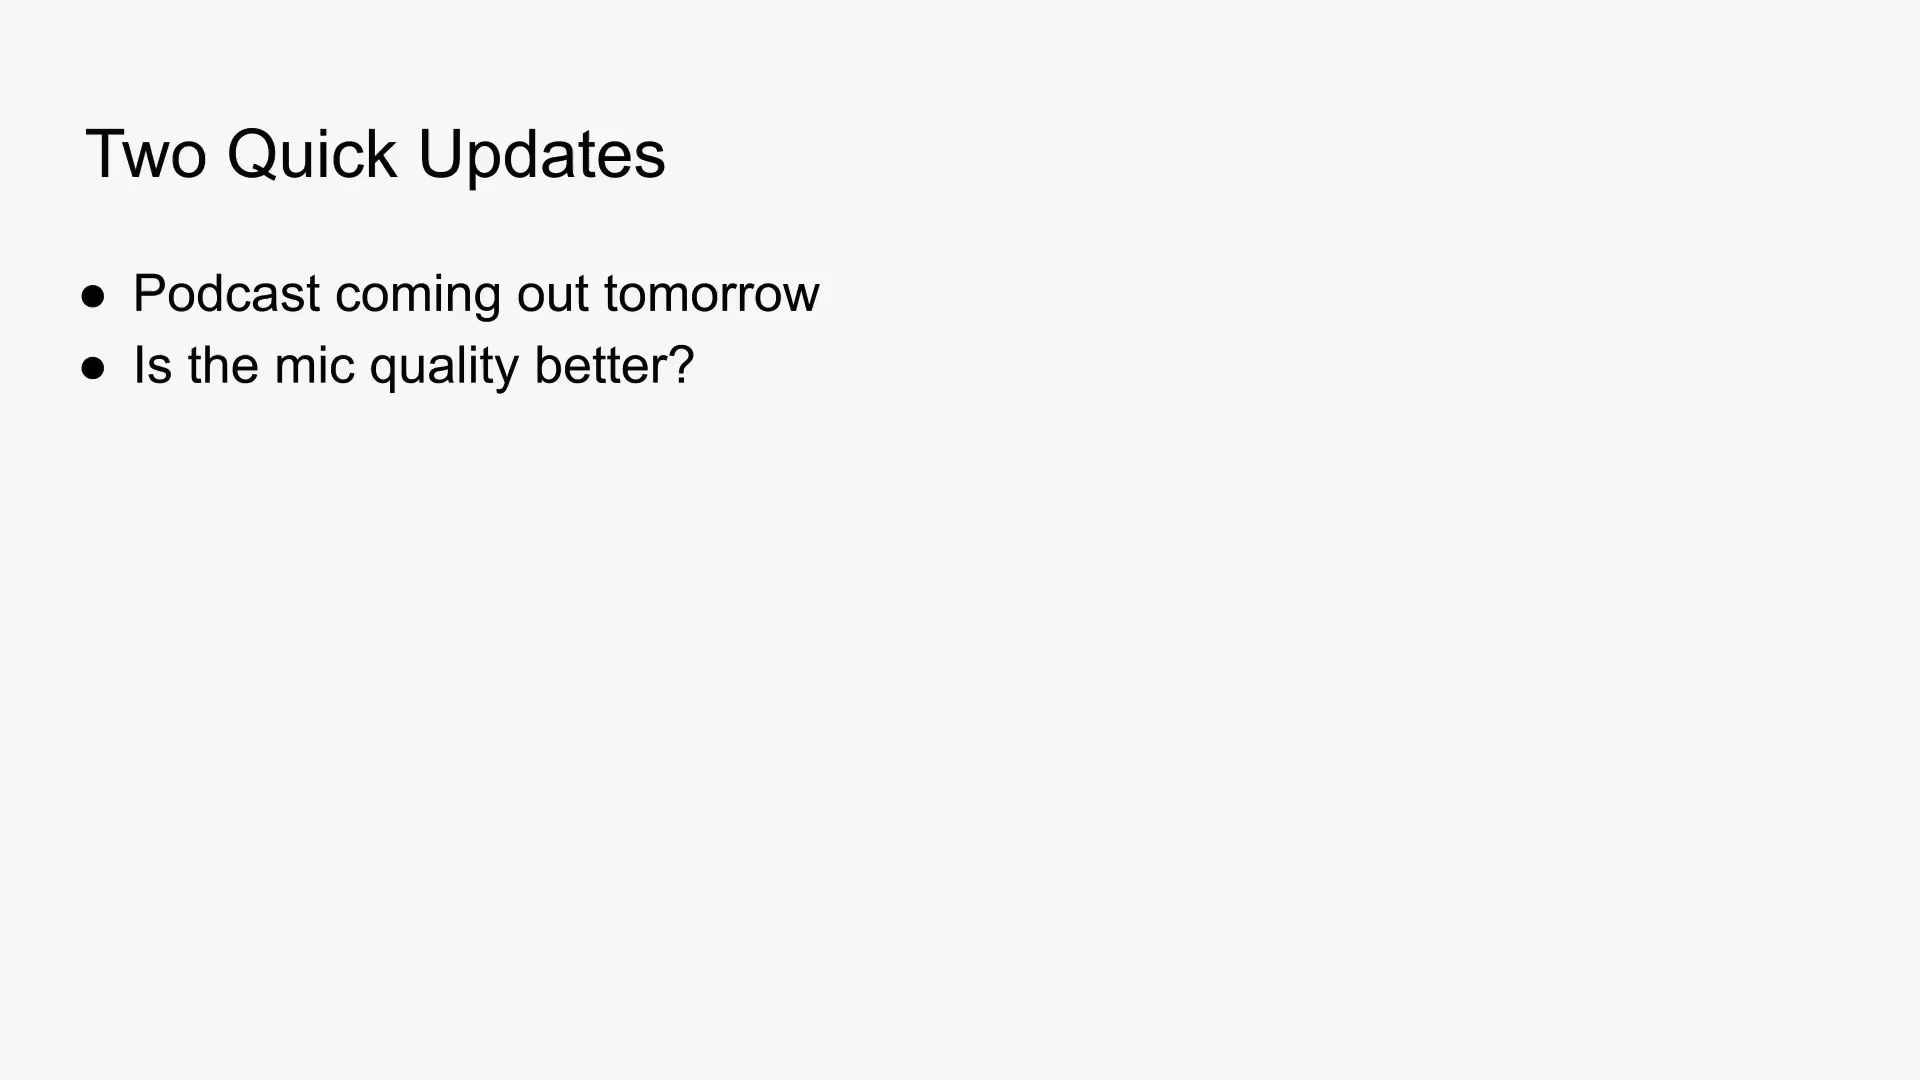 Two Quick Updates
● Podcast coming out tomorrow
● Is the mic quality better?